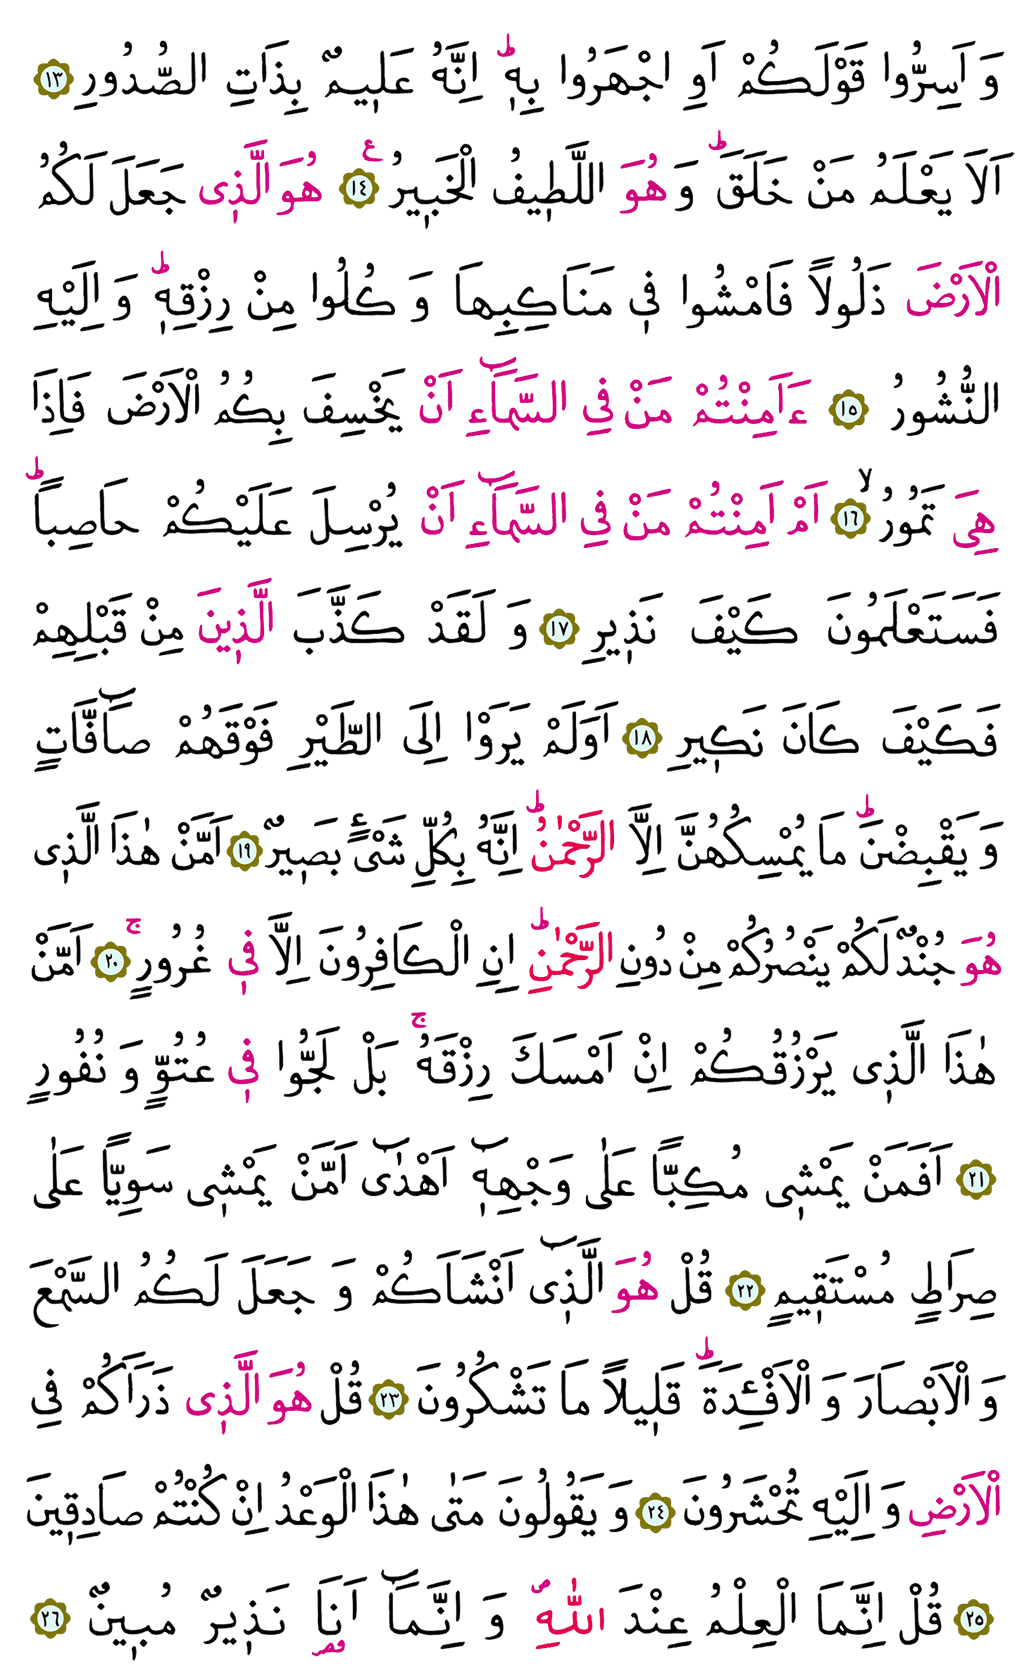 وَ اَسِرُّوا قَوْلَكُمْ اَوِ اجْهَرُوا بِهٖۜ اِنَّهُ عَلٖيمٌ بِذَاتِ الصُّدُورِ ﴿١٣﴾
اَلَا يَعْلَمُ مَنْ خَلَقَۜ وَ هُوَ اللَّطٖيفُ الْخَبٖيرُ ﴿١٤﴾ ع هُوَ الَّذٖى جَعَلَ لَكُمُ
الْاَرْضَ ذَلُولاً فَامْشُوا فٖى مَنَاكِبِهَا وَ كُلُوا مِنْ رِزْقِهٖۜ وَ اِلَيْهِ
النُّشُورُ ﴿١٥﴾ ءَاَمِنْتُمْ مَنْ فِى السَّمَٓاءِ اَنْ يَخْسِفَ بِكُمُ الْاَرْضَ فَاِذَا
هِىَ تَمُورُۙ ﴿١٦﴾ اَمْ اَمِنْتُمْ مَنْ فِى السَّمَٓاءِ اَنْ يُرْسِلَ عَلَيْكُمْ حَاصِباًۜ
فَسَتَعْلَمُونَ كَيْفَ نَذٖيرِ ﴿١٧﴾ وَ لَقَدْ كَذَّبَ الَّذٖينَ مِنْ قَبْلِهِمْ
فَكَيْفَ كَانَ نَكٖيرِ ﴿١٨﴾ اَوَلَمْ يَرَوْا اِلَى الطَّيْرِ فَوْقَهُمْ صَٓافَّاتٍ
وَ يَقْبِضْنَۜ مَا يُمْسِكُهُنَّ اِلَّا الرَّحْمٰنُۜ اِنَّهُ بِكُلِّ شَىْءٍ بَصٖيرٌ ﴿١٩﴾ اَمَّنْ هٰذَا الَّذٖى
هُوَ جُنْدٌ لَكُمْ يَنْصُرُكُمْ مِنْ دُونِ الرَّحْمٰنِۜ اِنِ الْكَافِرُونَ اِلَّا فٖى غُرُورٍۚ ﴿٢٠﴾ اَمَّنْ
هٰذَا الَّذٖى يَرْزُقُكُمْ اِنْ اَمْسَكَ رِزْقَهُۚ بَلْ لَجُّوا فٖى عُتُوٍّ وَ نُفُورٍ
﴿٢١﴾ اَفَمَنْ يَمْشٖى مُكِبًّا عَلٰى وَجْهِهٖٓ اَهْدٰٓى اَمَّنْ يَمْشٖى سَوِيًّا عَلٰى
صِرَاطٍ مُسْتَقٖيمٍ ﴿٢٢﴾ قُلْ هُوَ الَّذٖٓى اَنْشَاَكُمْ وَ جَعَلَ لَكُمُ السَّمْعَ
وَ الْاَبْصَارَ وَ الْاَفْـِٔدَةَۜ قَلٖيلاً مَا تَشْكُرُونَ ﴿٢٣﴾ قُلْ هُوَ الَّذٖى ذَرَاَكُمْ فِى
الْاَرْضِ وَ اِلَيْهِ تُحْشَرُونَ ﴿٢٤﴾ وَ يَقُولُونَ مَتٰى هٰذَا الْوَعْدُ اِنْ كُنْتُمْ صَادِقٖينَ
﴿٢٥﴾ قُلْ اِنَّمَا الْعِلْمُ عِنْدَ اللّٰهِࣕ وَ اِنَّمَٓا اَنَا۬ نَذٖيرٌ مُبٖينٌ ﴿٢٦﴾